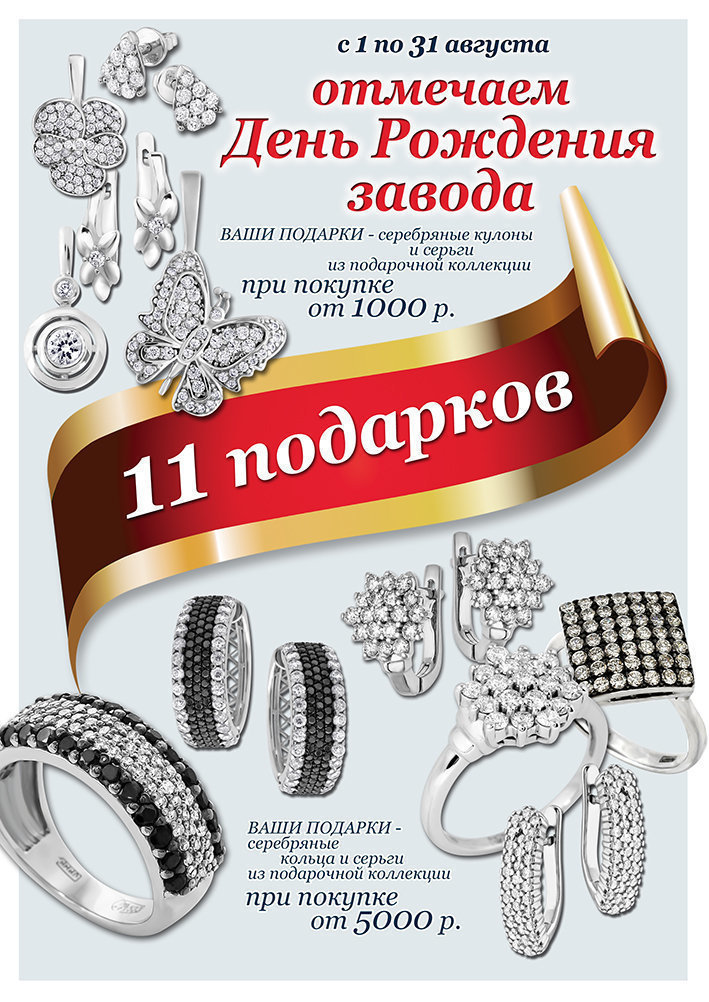 с 1 по 31 августа
отмечаем
День Рождения
завода
ВАШИ ПОДАРКИ - серебряные кулоны
и серьги
из подарочной коллекции
при покупке
от 1000 р.
11 подарков
ВАШИ ПОДАРКИ -
серебряные
кольца и серьги
из подарочной коллекции
при покупке
от 5000 р.